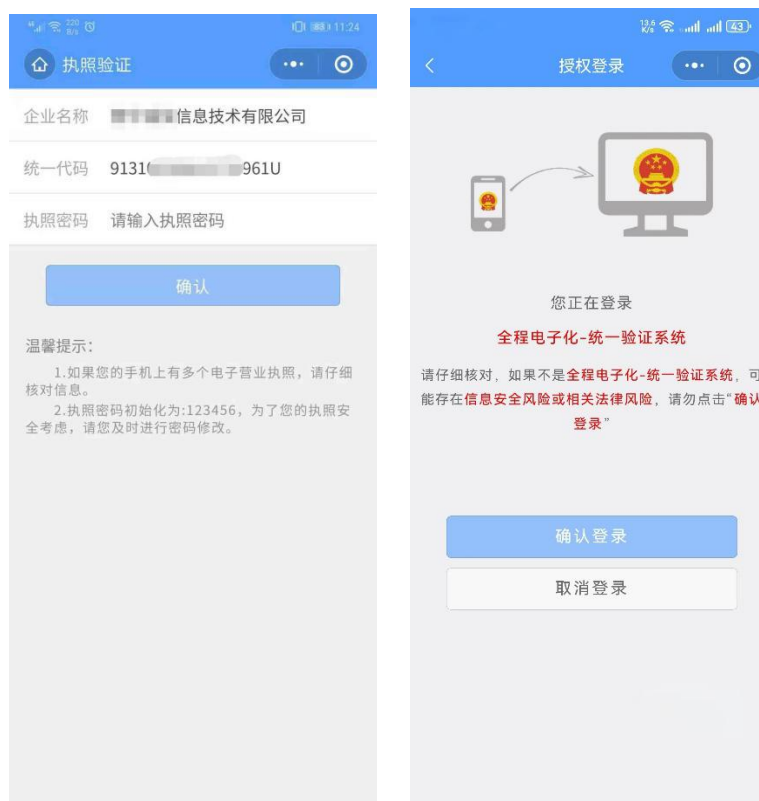 220
B/s
11:24
执照验证
企业名称 信息技术有限公司
统一代码 9131 961U
执照密码 请输入执照密码
确认
温馨提示:
1.如果您的手机上有多个电子营业执照，请仔细
核对信息。
2.执照密码初始化为:123456，为了您的执照安
全考虑，请您及时进行密码修改。
13.6
K/s
43
授权登录
您正在登录
全程电子化-统一验证系统
请仔细核对，如果不是全程电子化-统一验证系统，可
能存在信息安全风险或相关法律风险，请勿点击“确认
登录”
确认登录
取消登录